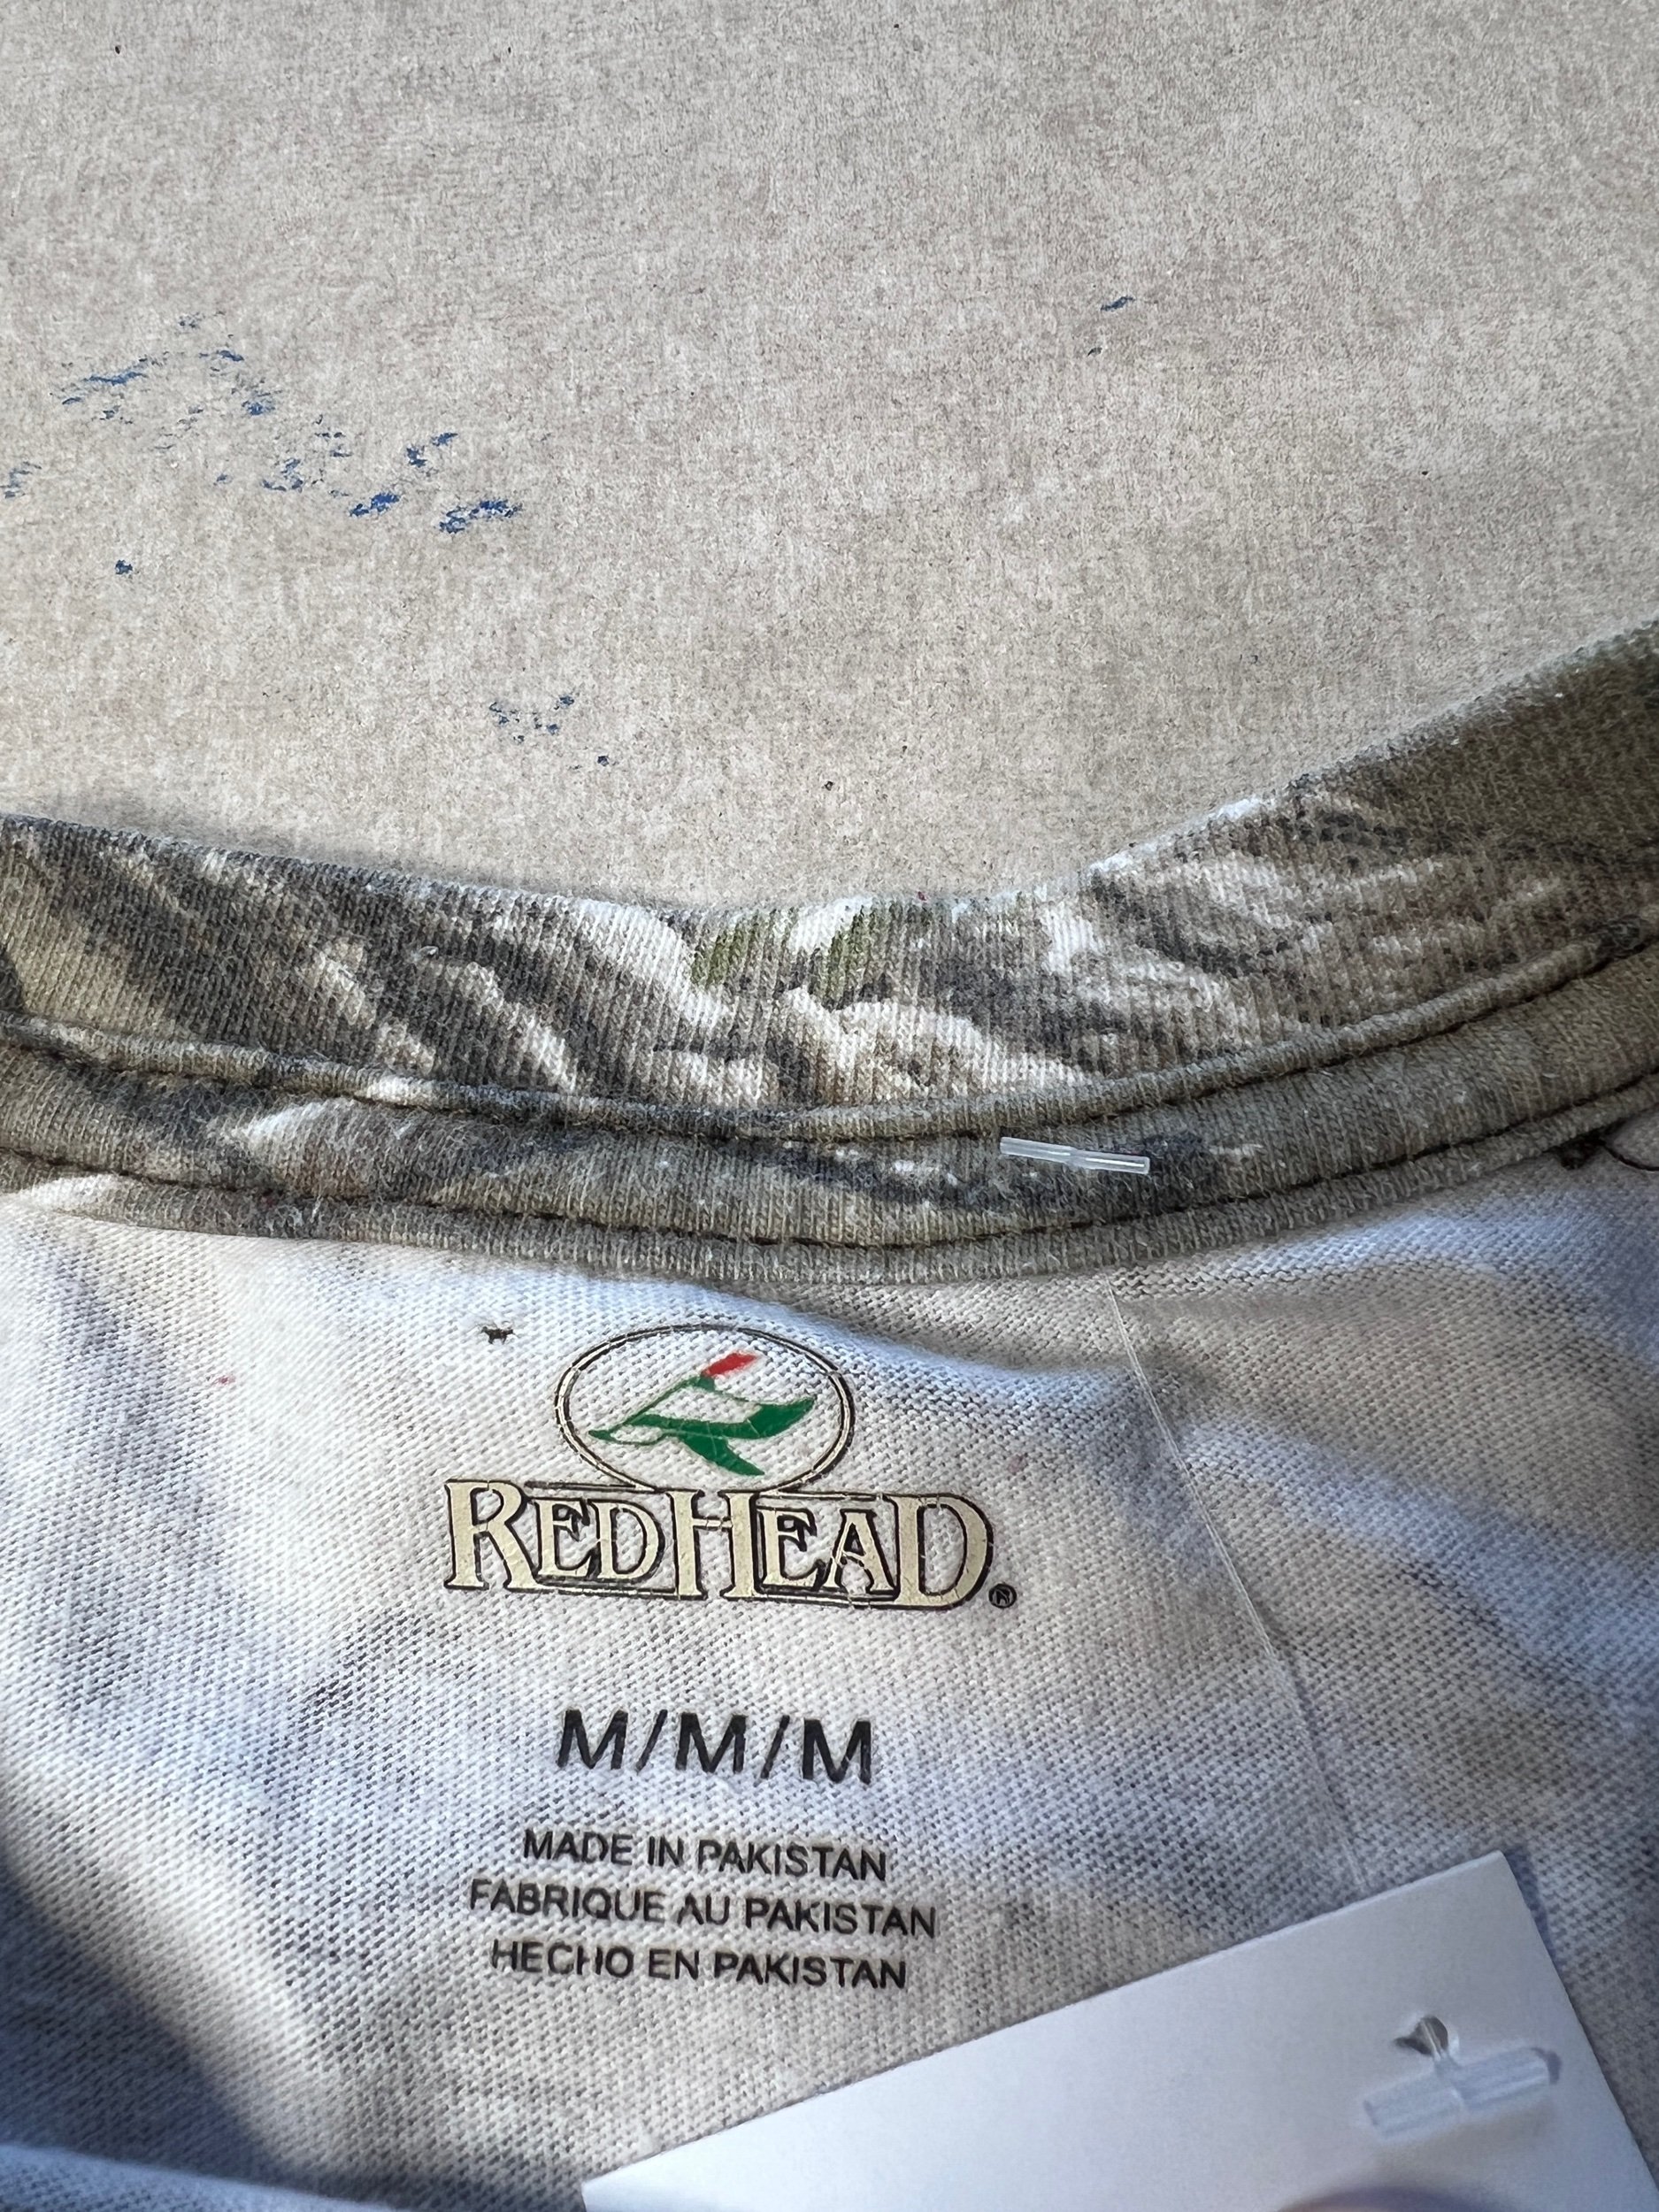 REDHEAD®
M/M/M
MADE IN PAKISTAN
FABRIQUE AU PAKISTAN
HECHO EN PAKISTAN